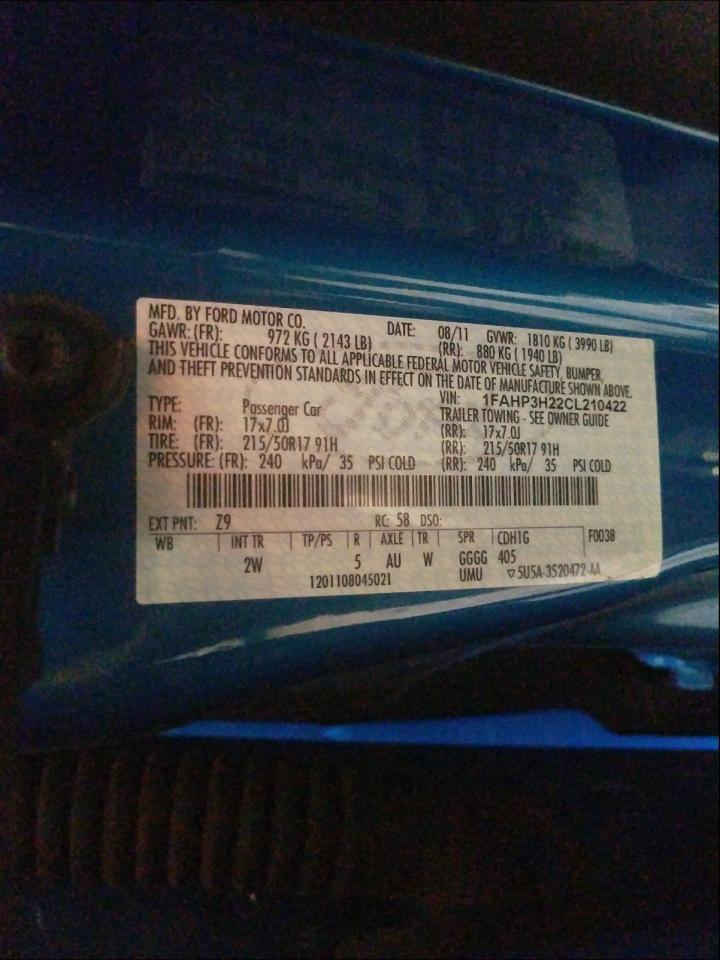 MFD. BY FORD MOTOR CO.
DATE: 08/11 GVWR: 1810 KG ( 3990 LB)
GAWR: (FR): 972 KG ( 2143 LB) (RR): 880 KG ( 1940 LB)
THIS VEHICLE CONFORMS TO ALL APPLICABLE FEDERAL MOTOR VEHICLE SAFETY, BUMPER,
AND THEFT PREVENTION STANDARDS IN EFFECT ON THE DATE OF MANUFACTURE SHOWN ABOVE.
VIN: 1FAHP3H22CL210422
TYPE: Passenger Car TRAILER TOWING - SEE OWNER GUIDE
RIM: (FR): 17x7.0J (RR): 17x7.0J
TIRE: (FR): 215/50R17 91H (RR): 215/50R17 91H
PRESSURE: (FR): 240 kPa/ 35 PSI COLD (RR): 240 kPa/ 35 PSI COLD
EXT PNT: Z9 RC: 58 DSO:
WB INT TR TP/PS R AXLE TR SPR CDH1G F0038
2W 5 AU W GGGG 405
1201108045021 UMU ▽5U5A-3520472-AA